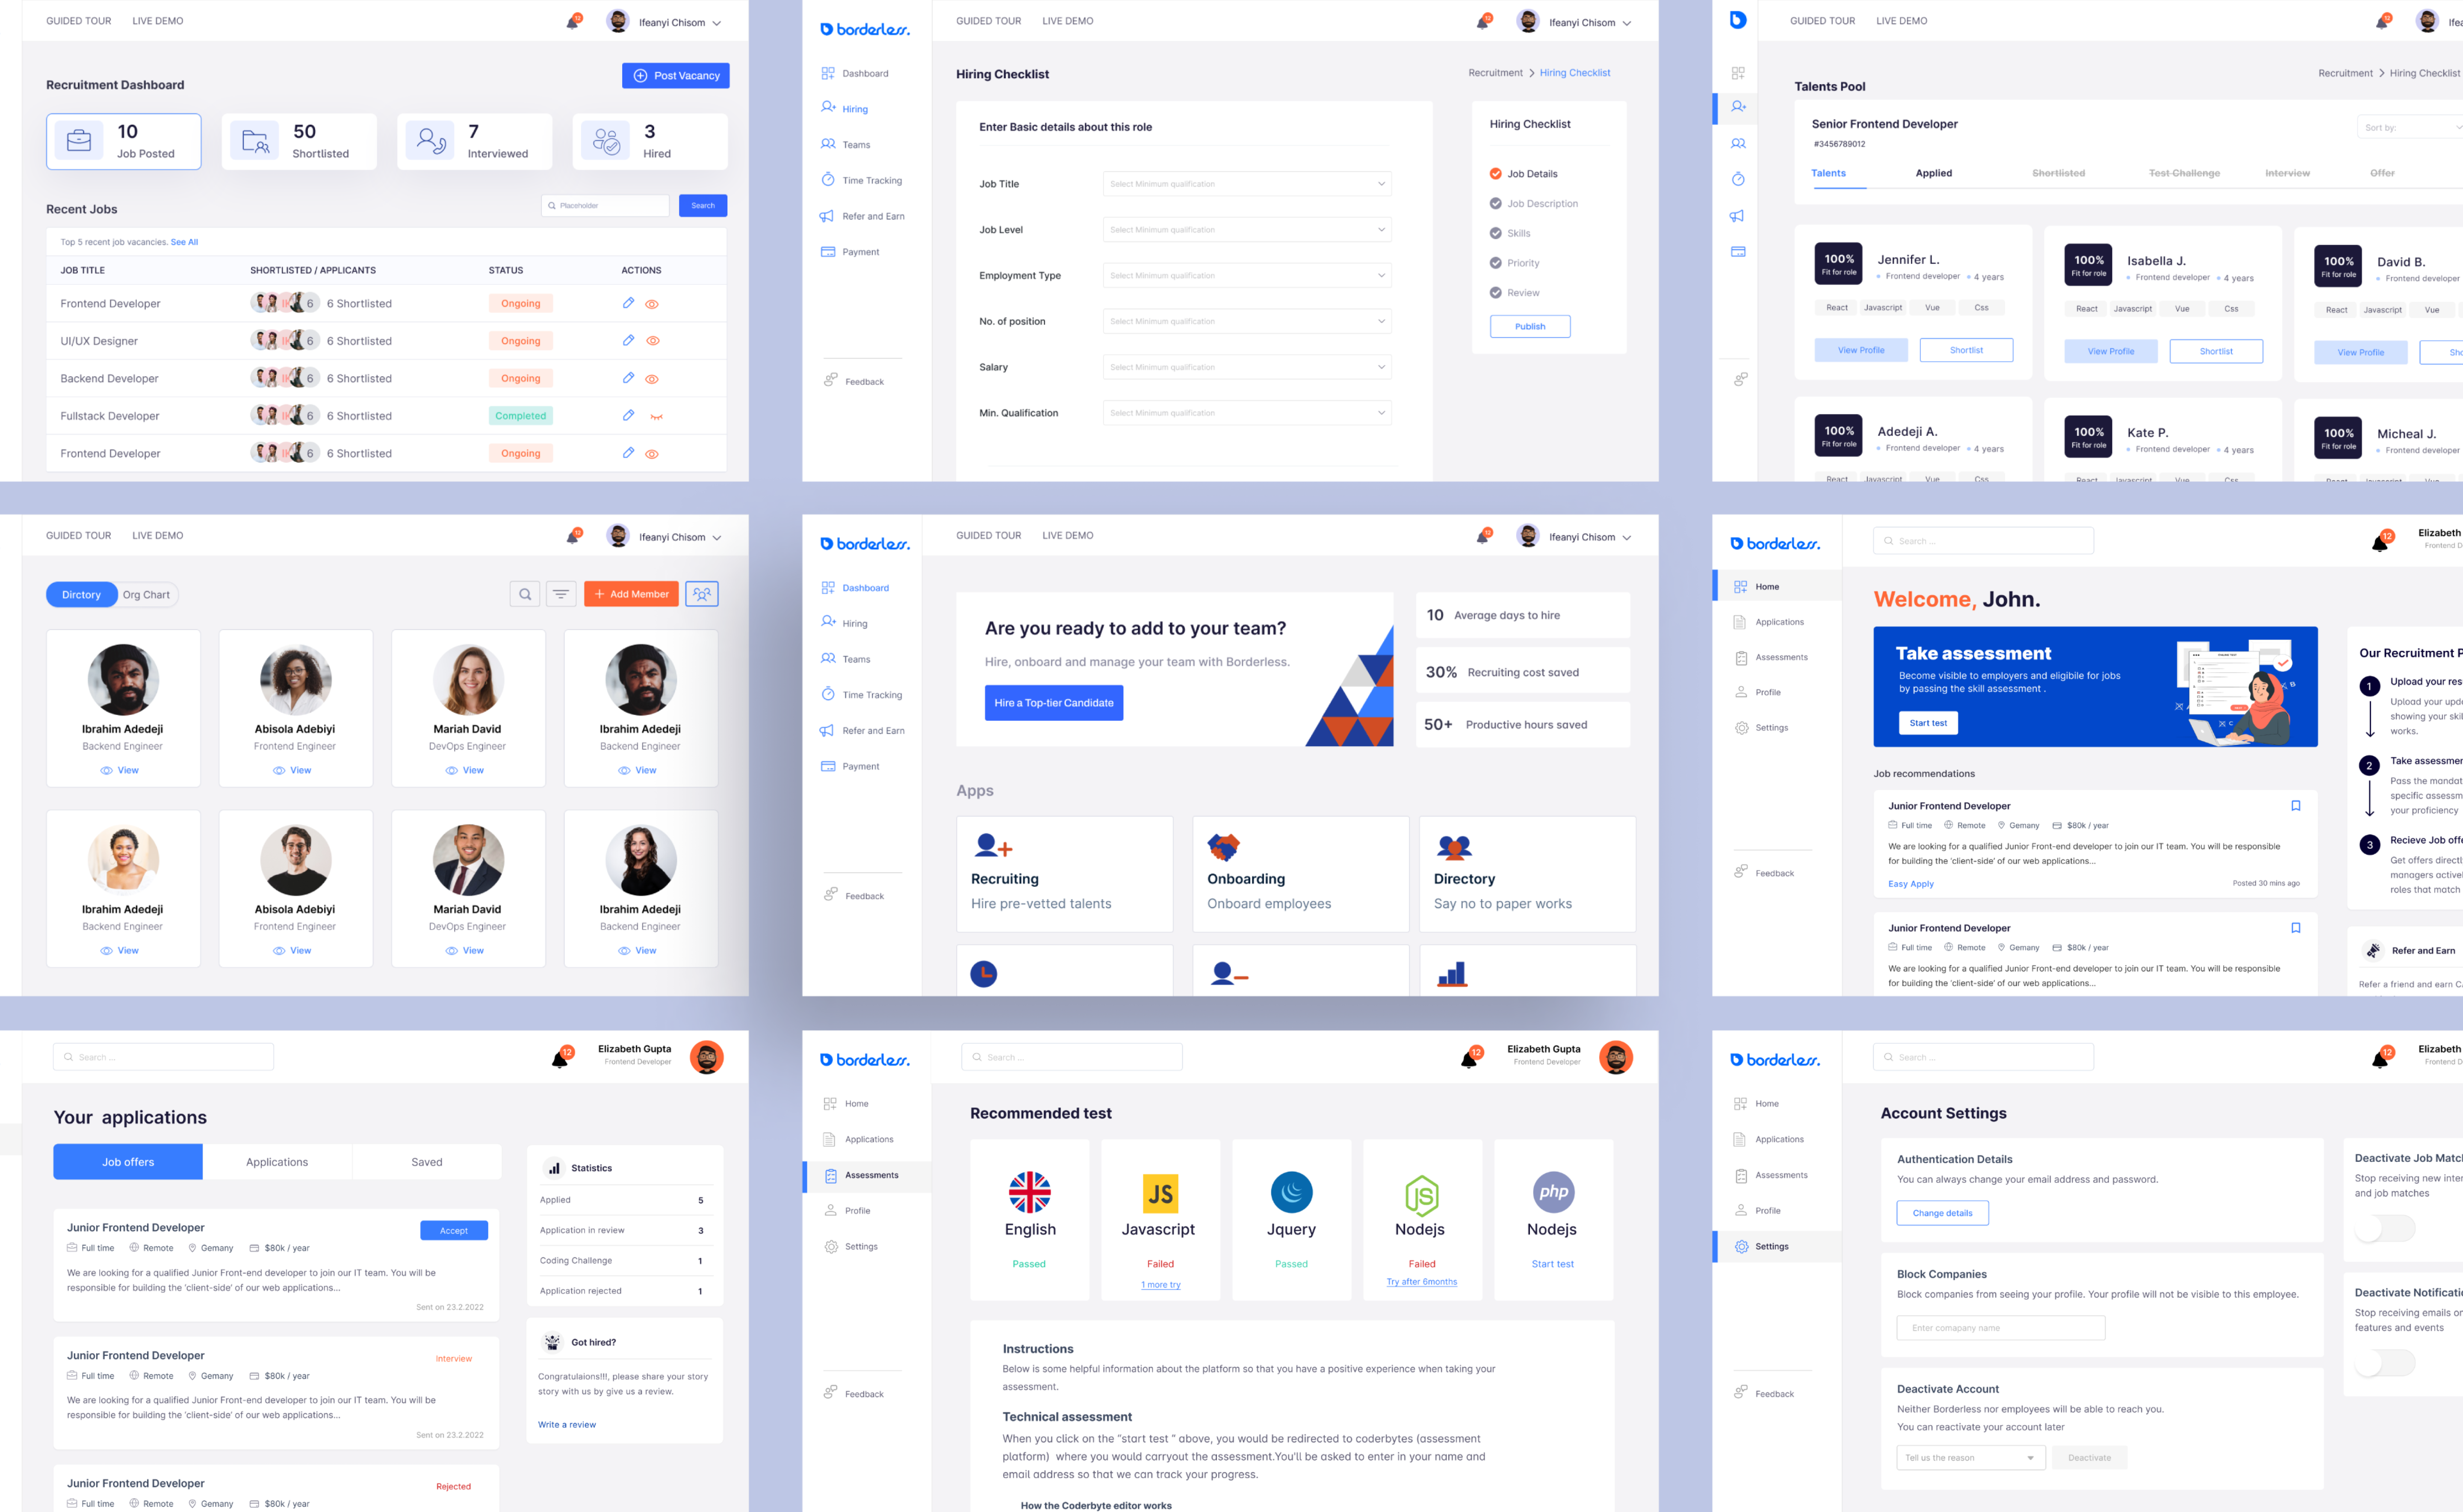 GUIDED TOUR LIVE DEMO 12 Ifeanyi Chisom
Recruitment Dashboard
Post Vacancy
10 Job Posted
50 Shortlisted
7 Interviewed
3 Hired
Recent Jobs
Placeholder Search
Top 5 recent job vacancies. See All
JOB TITLE SHORTLISTED / APPLICANTS STATUS ACTIONS
Frontend Developer 6 6 Shortlisted Ongoing
UI/UX Designer 6 6 Shortlisted Ongoing
Backend Developer 6 6 Shortlisted Ongoing
Fullstack Developer 6 6 Shortlisted Completed
Frontend Developer 6 6 Shortlisted Ongoing
borderless.
Dashboard
Hiring
Teams
Time Tracking
Refer and Earn
Payment
Feedback
GUIDED TOUR LIVE DEMO 12 Ifeanyi Chisom
Hiring Checklist
Recruitment > Hiring Checklist
Enter Basic details about this role
Job Title Select Minimum qualification
Job Level Select Minimum qualification
Employment Type Select Minimum qualification
No. of position Select Minimum qualification
Salary Select Minimum qualification
Min. Qualification Select Minimum qualification
Hiring Checklist
Job Details
Job Description
Skills
Priority
Review
Publish
GUIDED TOUR LIVE DEMO 12 Ifea
Recruitment > Hiring Checklist
Talents Pool
Senior Frontend Developer
#3456789012
Sort by:
Talents Applied Shortlisted Test Challenge Interview Offer
100% Fit for role
Jennifer L.
Frontend developer 4 years
React Javascript Vue Css
View Profile Shortlist
100% Fit for role
Isabella J.
Frontend developer 4 years
React Javascript Vue Css
View Profile Shortlist
100% Fit for role
David B.
Frontend developer
React Javascript Vue
View Profile Sho
100% Fit for role
Adedeji A.
Frontend developer 4 years
React Javascript Vue Css
100% Fit for role
Kate P.
Frontend developer 4 years
React Javascript Vue Css
100% Fit for role
Micheal J.
Frontend developer
React Javascript Vue
GUIDED TOUR LIVE DEMO 12 Ifeanyi Chisom
Dirctory Org Chart
+ Add Member
Ibrahim Adedeji
Backend Engineer
View
Abisola Adebiyi
Frontend Engineer
View
Mariah David
DevOps Engineer
View
Ibrahim Adedeji
Backend Engineer
View
Ibrahim Adedeji
Backend Engineer
View
Abisola Adebiyi
Frontend Engineer
View
Mariah David
DevOps Engineer
View
Ibrahim Adedeji
Backend Engineer
View
borderless.
Dashboard
Hiring
Teams
Time Tracking
Refer and Earn
Payment
Feedback
GUIDED TOUR LIVE DEMO 12 Ifeanyi Chisom
Are you ready to add to your team?
Hire, onboard and manage your team with Borderless.
Hire a Top-tier Candidate
10 Average days to hire
30% Recruiting cost saved
50+ Productive hours saved
Apps
Recruiting
Hire pre-vetted talents
Onboarding
Onboard employees
Directory
Say no to paper works
borderless.
Home
Applications
Assessments
Profile
Settings
Feedback
Search ...
12 Elizabeth
Frontend D
Welcome, John.
Take assessment
Become visible to employers and eligibile for jobs
by passing the skill assessment .
Start test
Job recommendations
Junior Frontend Developer
Full time Remote Gemany $80k / year
We are looking for a qualified Junior Front-end developer to join our IT team. You will be responsible
for building the 'client-side' of our web applications...
Easy Apply Posted 30 mins ago
Junior Frontend Developer
Full time Remote Gemany $80k / year
We are looking for a qualified Junior Front-end developer to join our IT team. You will be responsible
for building the 'client-side' of our web applications...
Our Recruitment P
1 Upload your res
Upload your upda
showing your skil
works.
2 Take assessmen
Pass the mandat
specific assessm
your proficiency
3 Recieve Job offe
Get offers directl
managers activel
roles that match
Refer and Earn
Refer a friend and earn C
Search ...
12 Elizabeth Gupta
Frontend Developer
Your applications
Job offers Applications Saved
Junior Frontend Developer Accept
Full time Remote Gemany $80k / year
We are looking for a qualified Junior Front-end developer to join our IT team. You will be
responsible for building the 'client-side' of our web applications...
Sent on 23.2.2022
Junior Frontend Developer Interview
Full time Remote Gemany $80k / year
We are looking for a qualified Junior Front-end developer to join our IT team. You will be
responsible for building the 'client-side' of our web applications...
Sent on 23.2.2022
Junior Frontend Developer Rejected
Full time Remote Gemany $80k / year
Statistics
Applied 5
Application in review 3
Coding Challenge 1
Application rejected 1
Got hired?
Congratulaions!!!, please share your story
story with us by give us a review.
Write a review
borderless.
Home
Applications
Assessments
Profile
Settings
Feedback
Search ...
12 Elizabeth Gupta
Frontend Developer
Recommended test
English
Passed
JS
Javascript
Failed
1 more try
Jquery
Passed
JS
Nodejs
Failed
Try after 6months
php
Nodejs
Start test
Instructions
Below is some helpful information about the platform so that you have a positive experience when taking your
assessment.
Technical assessment
When you click on the "start test " above, you would be redirected to coderbytes (assessment
platform) where you would carryout the assessment.You'll be asked to enter in your name and
email address so that we can track your progress.
How the Coderbyte editor works
borderless.
Home
Applications
Assessments
Profile
Settings
Feedback
Search ...
12 Elizabeth
Frontend D
Account Settings
Authentication Details
You can always change your email address and password.
Change details
Block Companies
Block companies from seeing your profile. Your profile will not be visible to this employee.
Enter comapany name
Deactivate Account
Neither Borderless nor employees will be able to reach you.
You can reactivate your account later
Tell us the reason Deactivate
Deactivate Job Matc
Stop receiving new inter
and job matches
Deactivate Notificati
Stop receiving emails on
features and events